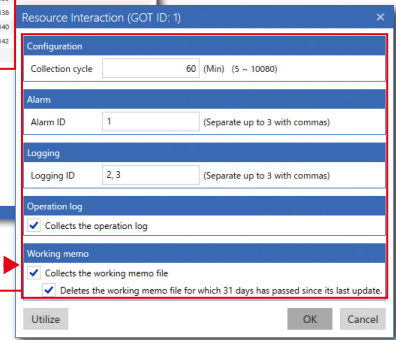 138
140
142
Resource Interaction (GOT ID: 1)
Configuration
Collection cycle 60 (Min) (5 ~ 10080)
Alarm
Alarm ID 1 (Separate up to 3 with commas)
Logging
Logging ID 2, 3 (Separate up to 3 with commas)
Operation log
Collects the operation log
Working memo
Collects the working memo file
Deletes the working memo file for which 31 days has passed since its last update.
Utilize OK Cancel